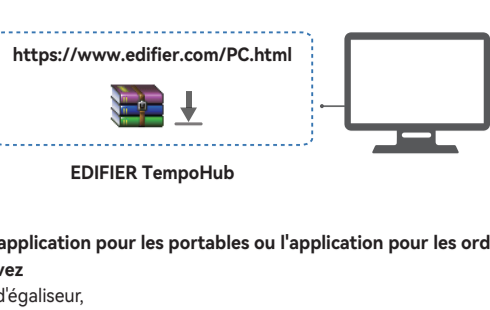 https://www.edifier.com/PC.html
EDIFIER TempoHub
application pour les portables ou l'application pour les ord
vez
d'égaliseur,